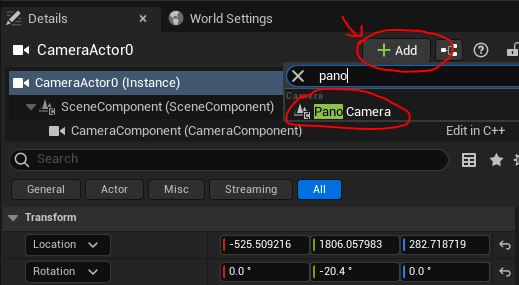 Details
World Settings
CameraActor0
Add
CameraActor0 (Instance)
pano
Camera
SceneComponent (SceneComponent)
Pano Camera
CameraComponent (CameraComponent)
Edit in C++
Search
General
Actor
Misc
Streaming
All
Transform
Location
-525.509216
1806.057983
282.718719
Rotation
0.0 °
-20.4 °
0.0 °